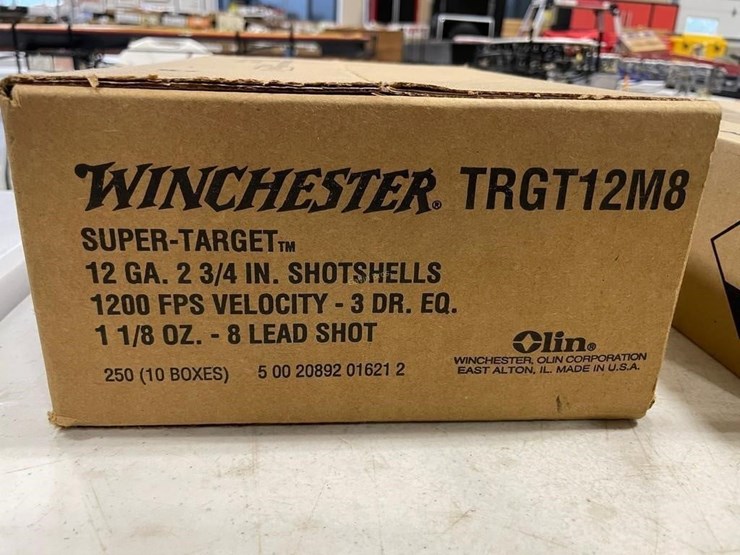 WINCHESTER® TRGT12M8
SUPER-TARGET™
12 GA. 2 3/4 IN. SHOTSHELLS
1200 FPS VELOCITY - 3 DR. EQ.
1 1/8 OZ. - 8 LEAD SHOT
250 (10 BOXES) 5 00 20892 01621 2
Olin®
WINCHESTER, OLIN CORPORATION
EAST ALTON, IL. MADE IN U.S.A.